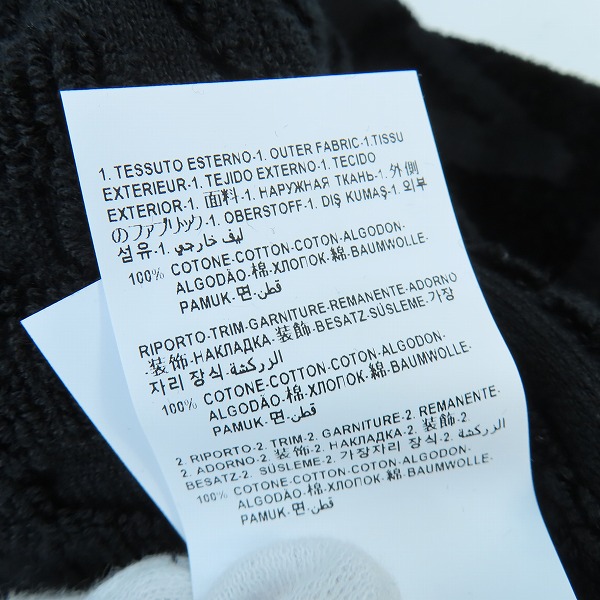 1. TESSUTO ESTERNO-1. OUTER FABRIC-1.TISSU
EXTERIEUR-1. TEJIDO EXTERNO-1. TECIDO
EXTERIOR-1. 面料-1. НАРУЖНАЯ ТКАНЬ-1. 外側
のファブリック-1. OBERSTOFF-1. DIŞ KUMAŞ-1. 외부
섬유-1. ليف خارجي
100% COTONE-COTTON-COTON-ALGODON-
ALGODÃO-棉-ХЛОПОК-綿-BAUMWOLLE-
PAMUK-면-قطن
RIPORTO-TRIM-GARNITURE-REMANENTE-ADORNO
-装饰-НАКЛАДКА-装飾-BESATZ-SÜSLEME-가장
자리 장식-الزركشة
100% COTONE-COTTON-COTON-ALGODON-
ALGODÃO-棉-ХЛОПОК-綿-BAUMWOLLE-
PAMUK-면-قطن
2. RIPORTO-2. TRIM-2. GARNITURE-2. REMANENTE-
2. ADORNO-2. 装饰-2. НАКЛАДКА-2. 装飾-2.
BESATZ-2. SÜSLEME-2. 가장자리 장식-2. الزركشة
100% COTONE-COTTON-COTON-ALGODON-
ALGODÃO-棉-ХЛОПОК-綿-BAUMWOLLE-
PAMUK-면-قطن